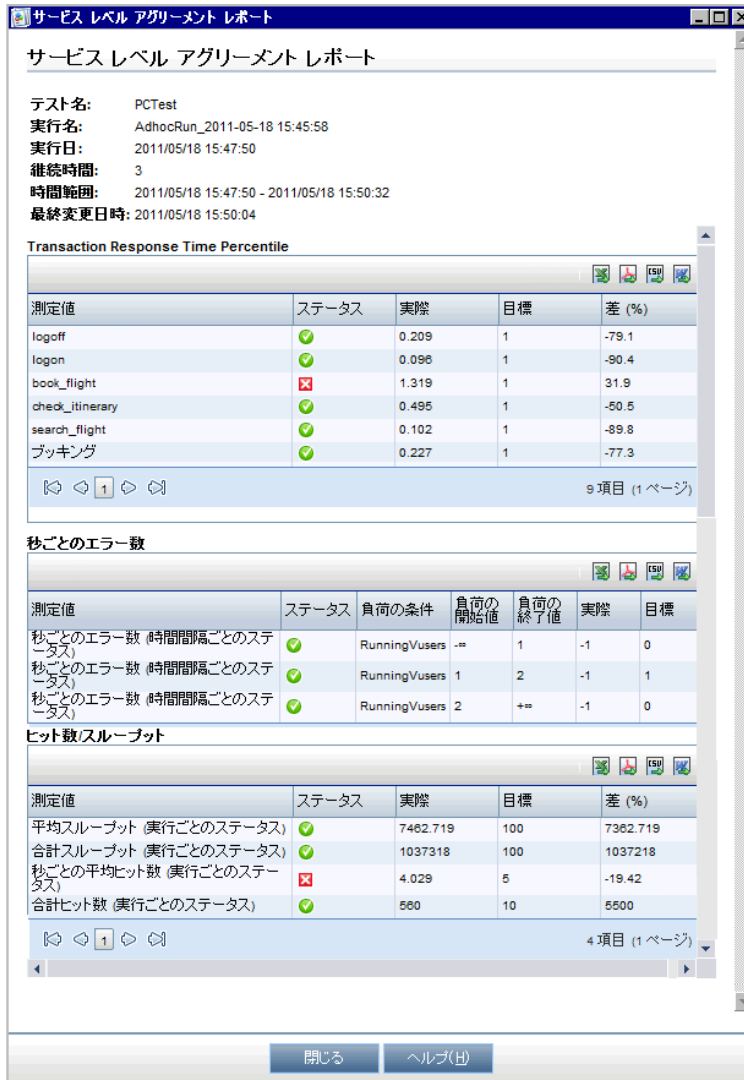 サービス レベル アグリーメント レポート
サービス レベル アグリーメント レポート
テスト名: PCTest
実行名: AdhocRun_2011-05-18 15:45:58
実行日: 2011/05/18 15:47:50
継続時間: 3
時間範囲: 2011/05/18 15:47:50 - 2011/05/18 15:50:32
最終変更日時: 2011/05/18 15:50:04
Transaction Response Time Percentile
測定値 ステータス 実際 目標 差 (%)
logoff 0.209 1 -79.1
logon 0.096 1 -90.4
book_flight 1.319 1 31.9
check_itinerary 0.495 1 -50.5
search_flight 0.102 1 -89.8
ブッキング 0.227 1 -77.3
1 9 項目 (1 ページ)
秒ごとのエラー数
測定値 ステータス 負荷の条件 負荷の開始値 負荷の終了値 実際 目標
秒ごとのエラー数 (時間間隔ごとのステータス) RunningVusers -∞ 1 -1 0
秒ごとのエラー数 (時間間隔ごとのステータス) RunningVusers 1 2 -1 1
秒ごとのエラー数 (時間間隔ごとのステータス) RunningVusers 2 +∞ -1 0
ヒット数/スループット
測定値 ステータス 実際 目標 差 (%)
平均スループット (実行ごとのステータス) 7462.719 100 7362.719
合計スループット (実行ごとのステータス) 1037318 100 1037218
秒ごとの平均ヒット数 (実行ごとのステータス) 4.029 5 -19.42
合計ヒット数 (実行ごとのステータス) 560 10 5500
1 4 項目 (1 ページ)
閉じる ヘルプ(H)